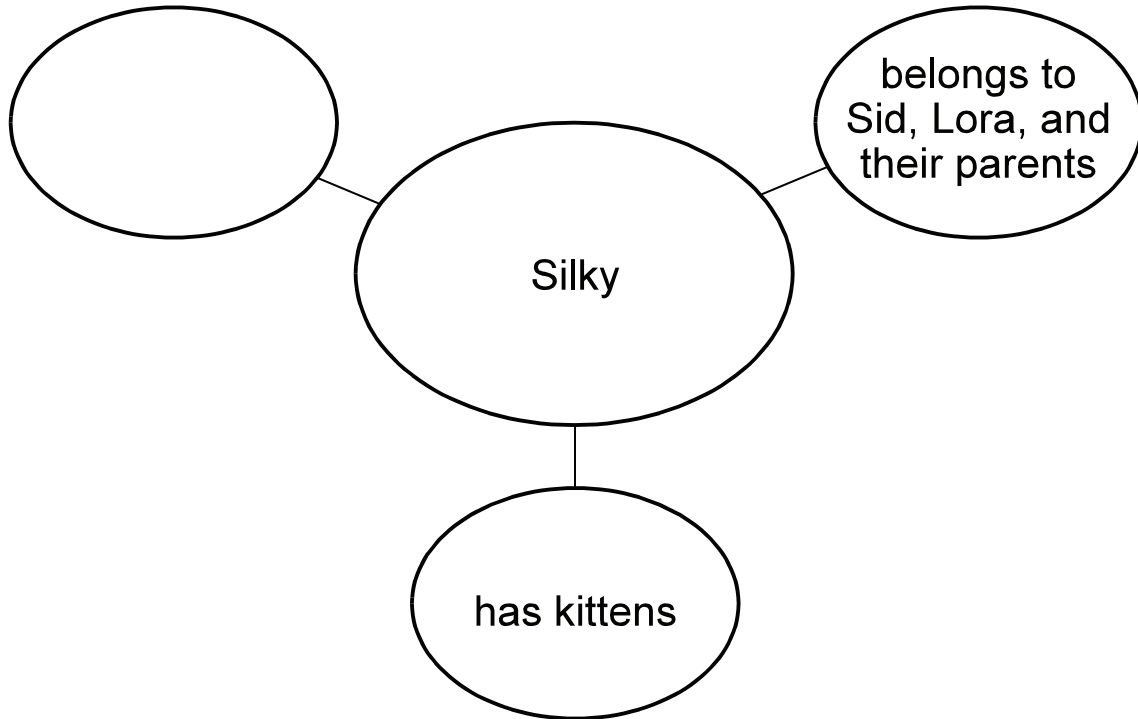 belongs to
Sid, Lora, and
their parents
Silky
has kittens